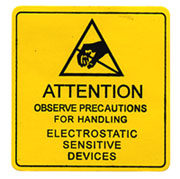 ATTENTION
OBSERVE PRECAUTIONS
FOR HANDLING
ELECTROSTATIC
SENSITIVE
DEVICES